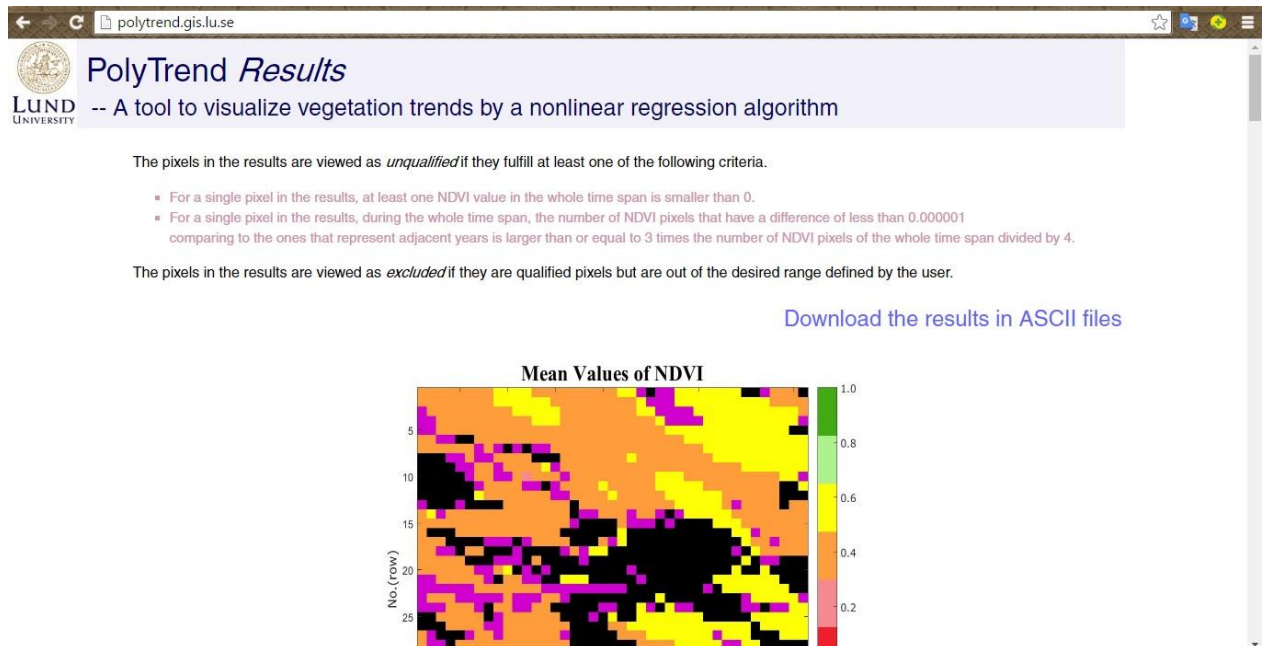 polytrend.gis.lu.se
PolyTrend Results
LUND
UNIVERSITY
-- A tool to visualize vegetation trends by a nonlinear regression algorithm
The pixels in the results are viewed as unqualified if they fulfill at least one of the following criteria.
For a single pixel in the results, at least one NDVI value in the whole time span is smaller than 0.
For a single pixel in the results, during the whole time span, the number of NDVI pixels that have a difference of less than 0.000001
comparing to the ones that represent adjacent years is larger than or equal to 3 times the number of NDVI pixels of the whole time span divided by 4.
The pixels in the results are viewed as excluded if they are qualified pixels but are out of the desired range defined by the user.
Download the results in ASCII files
Mean Values of NDVI
1.0
5
0.8
10
0.6
15
0.4
20
No.(row)
0.2
25